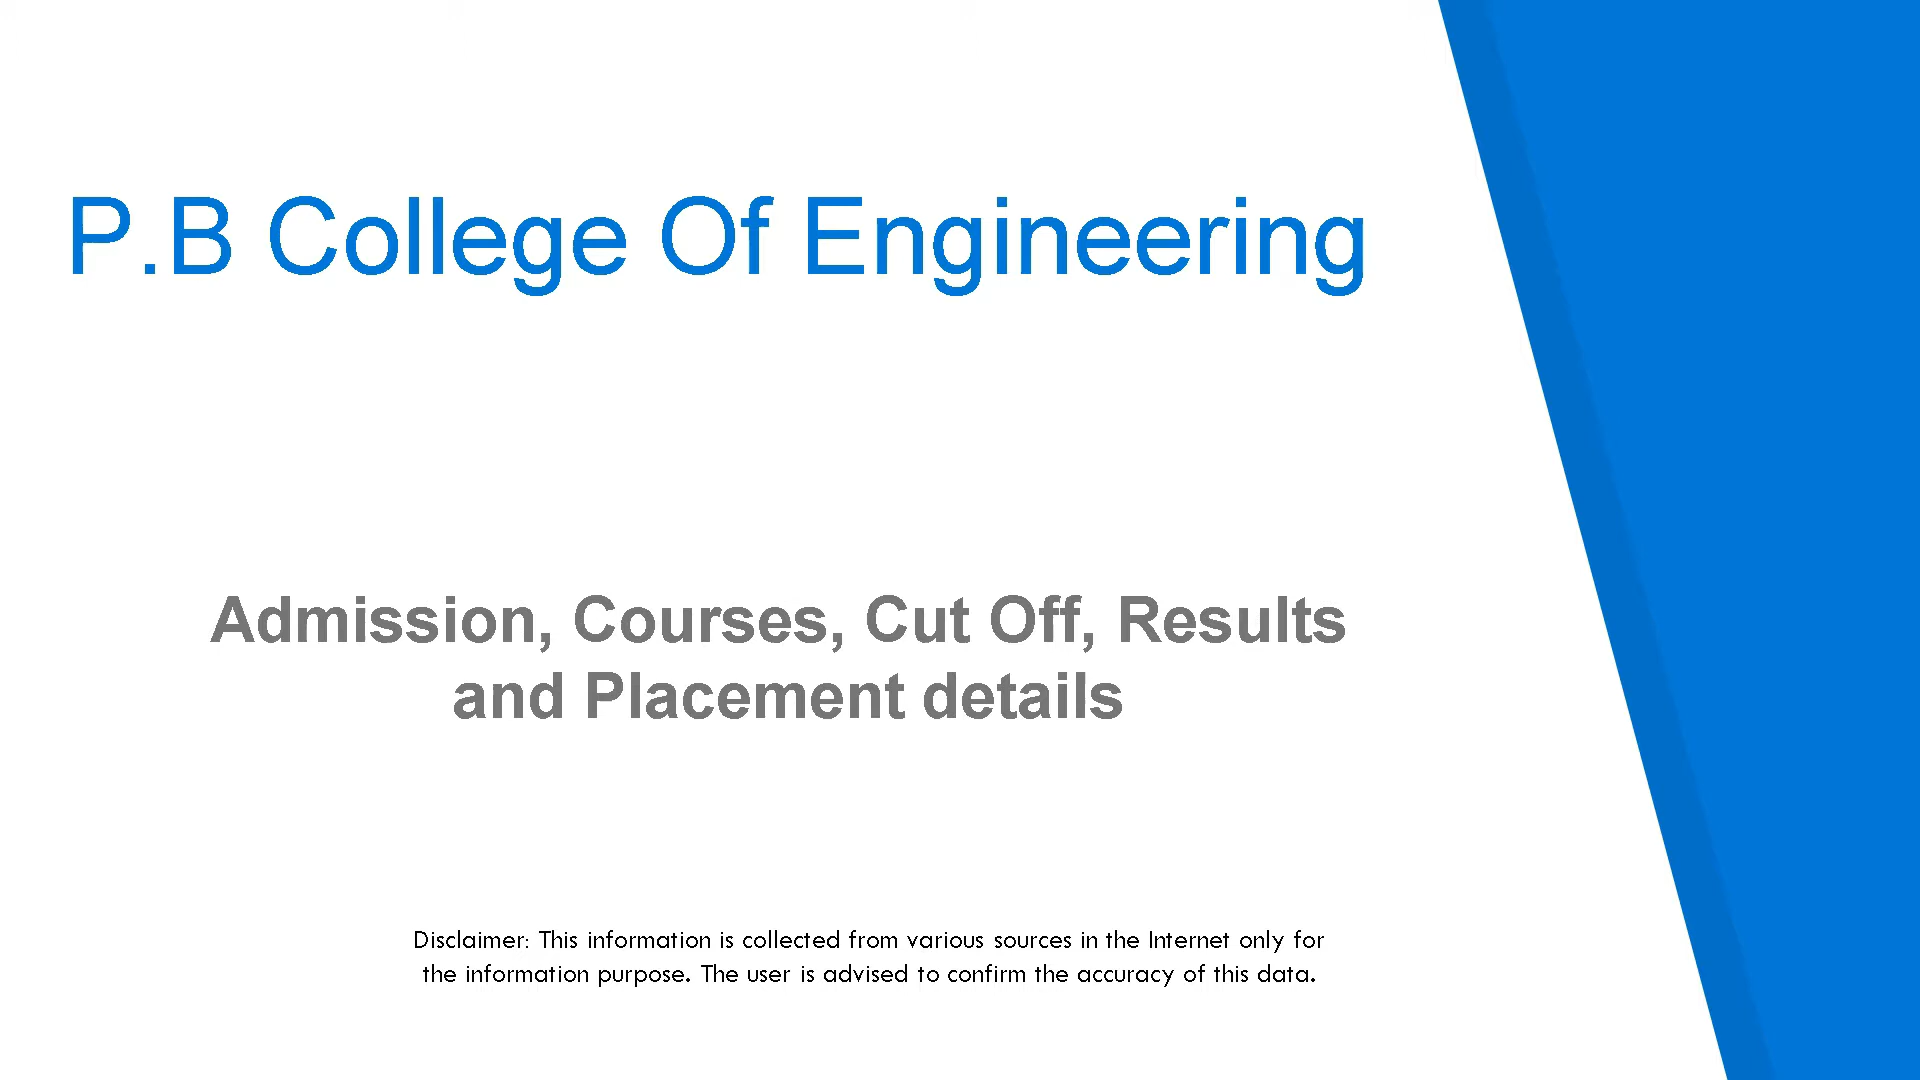 P.B College Of Engineering
Admission, Courses, Cut Off, Results
and Placement details
Disclaimer: This information is collected from various sources in the Internet only for
the information purpose. The user is advised to confirm the accuracy of this data.